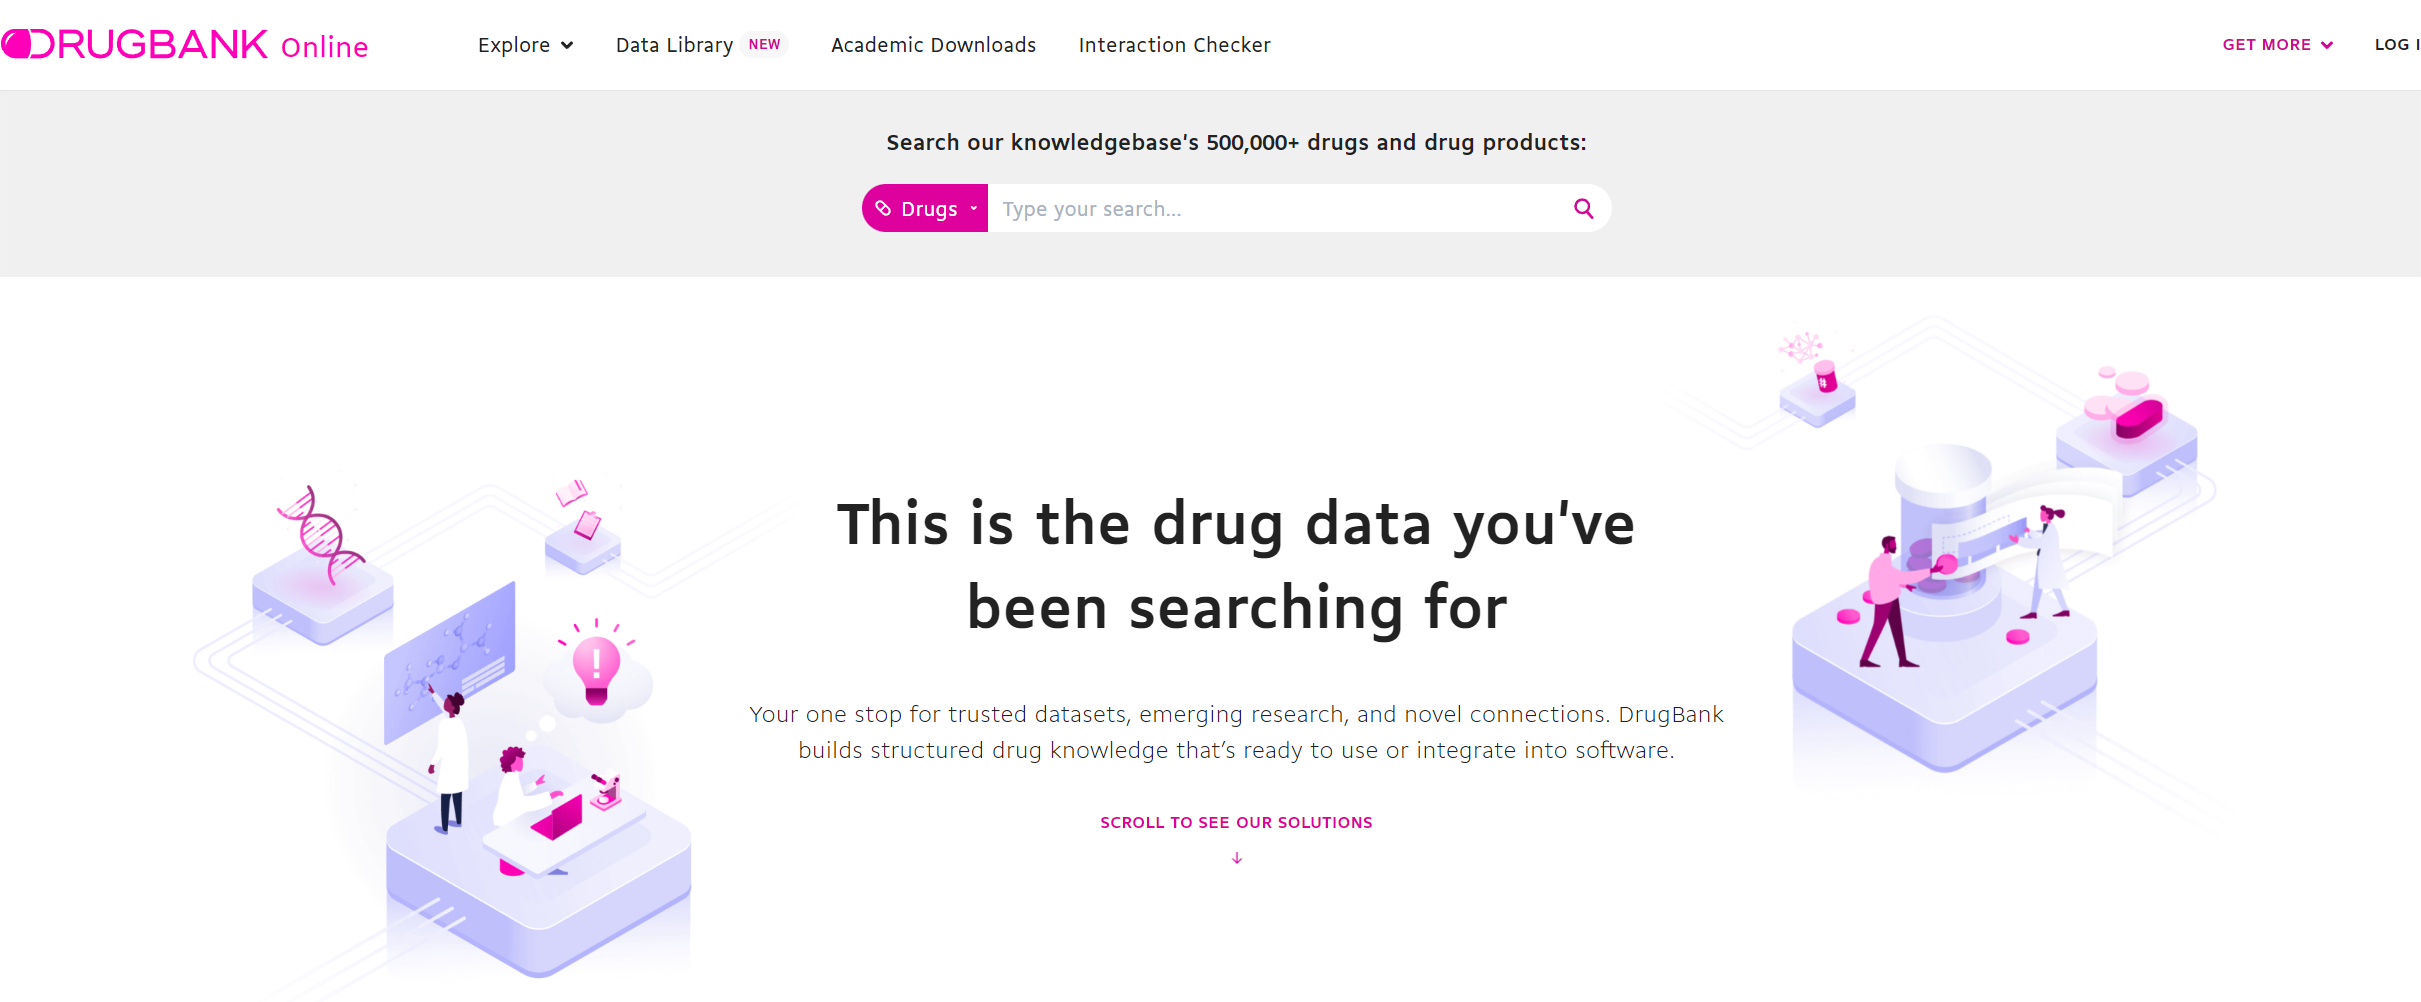 DRUGBANK Online
Explore
Data Library NEW
Academic Downloads
Interaction Checker
GET MORE
LOG I
Search our knowledgebase's 500,000+ drugs and drug products:
Drugs
Type your search...
This is the drug data you've
been searching for
Your one stop for trusted datasets, emerging research, and novel connections. DrugBank
builds structured drug knowledge that’s ready to use or integrate into software.
SCROLL TO SEE OUR SOLUTIONS